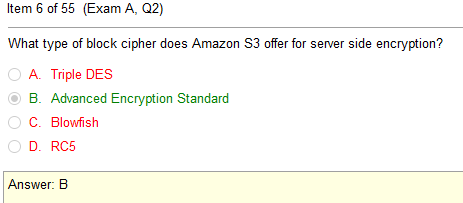 Item 6 of 55 (Exam A, Q2)
What type of block cipher does Amazon S3 offer for server side encryption?
A. Triple DES
B. Advanced Encryption Standard
C. Blowfish
D. RC5
Answer: B